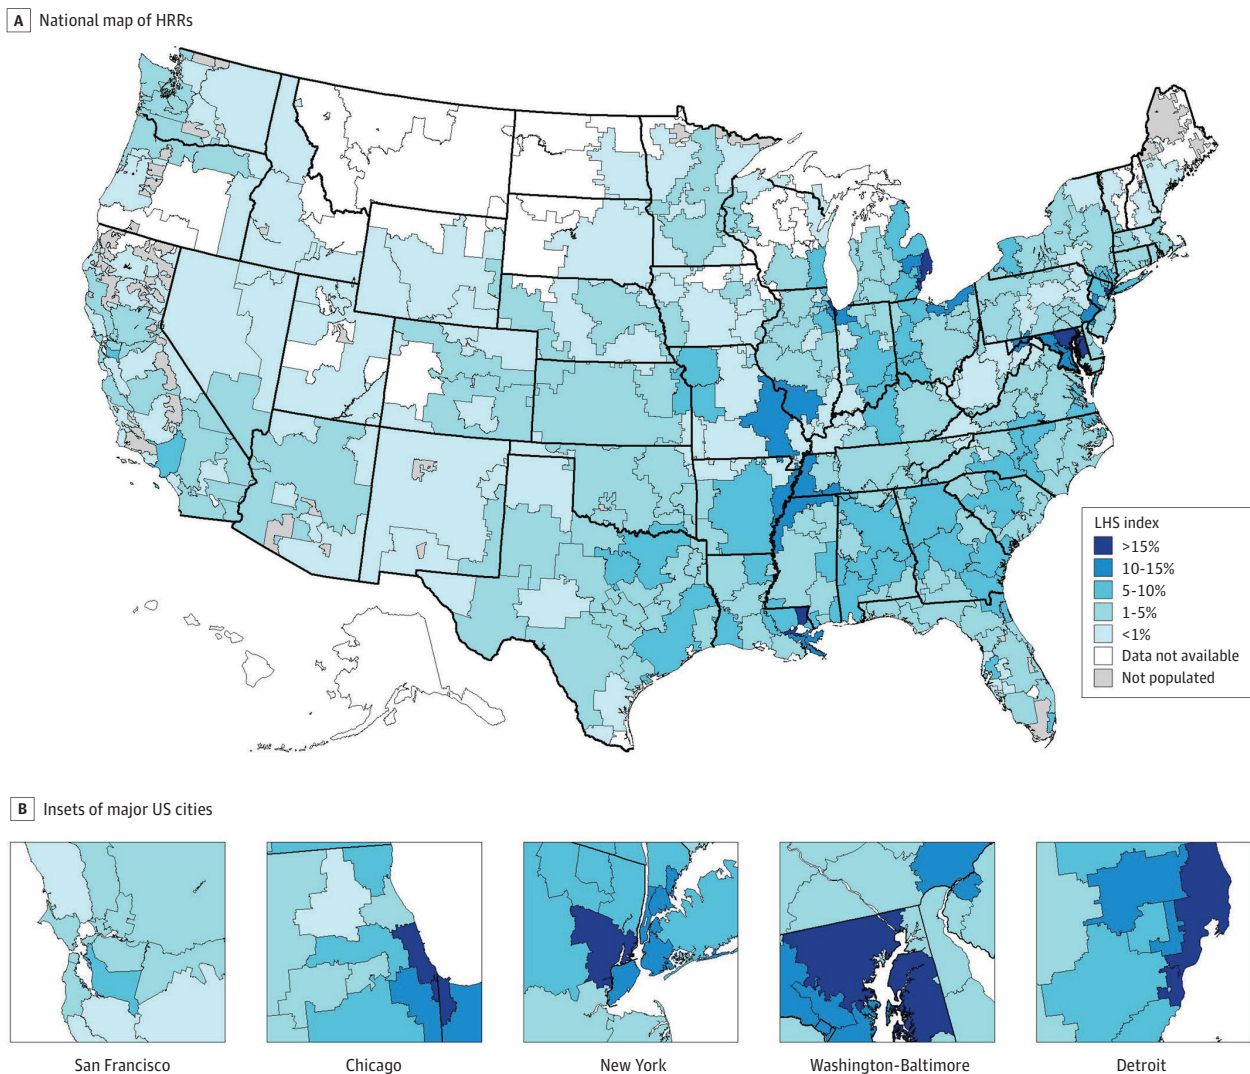 A National map of HRRs
LHS index
>15%
10-15%
5-10%
1-5%
<1%
Data not available
Not populated
B Insets of major US cities
San Francisco
Chicago
New York
Washington-Baltimore
Detroit